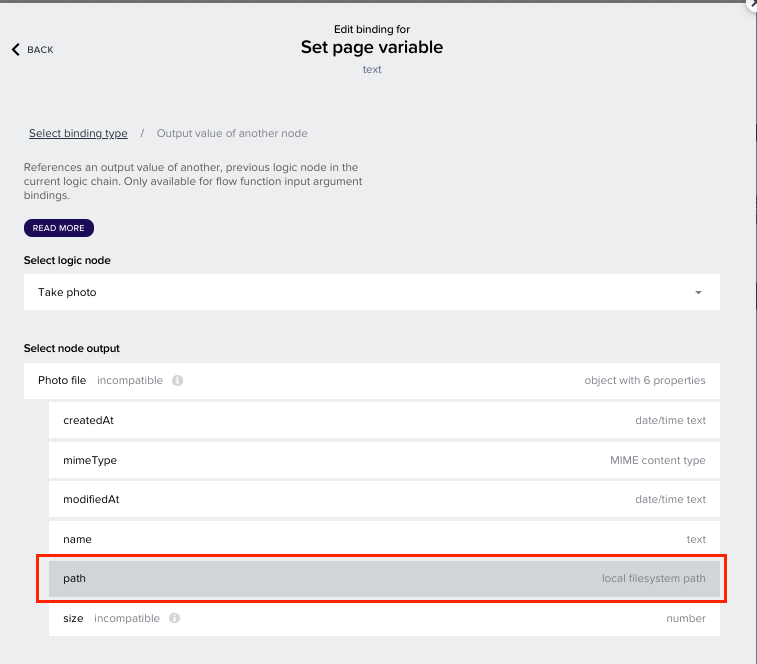 Edit binding for
BACK
Set page variable
text
Select binding type / Output value of another node
References an output value of another, previous logic node in the
current logic chain. Only available for flow function input argument
bindings.
READ MORE
Select logic node
Take photo
Select node output
Photo file incompatible object with 6 properties
createdAt date/time text
mimeType MIME content type
modifiedAt date/time text
name text
path local filesystem path
size incompatible number